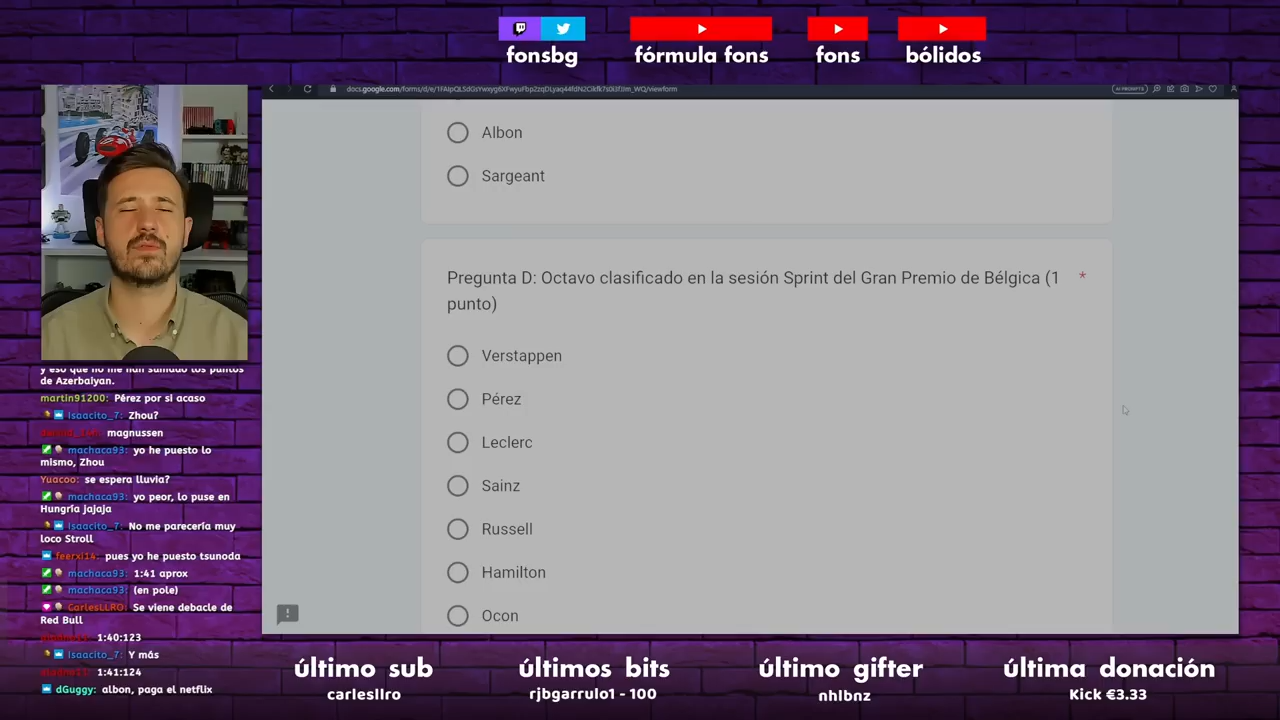 fonsbg
fórmula fons
fons
bólidos
Albon
Sargeant
Pregunta D: Octavo clasificado en la sesión Sprint del Gran Premio de Bélgica (1 *
punto)
Verstappen
Pérez
Leclerc
Sainz
Russell
Hamilton
Ocon
y eso que no me han sumado los puntos
de Azerbaiyan.
martin91200: Pérez por si acaso
Isaacito_7: Zhou?
magnussen
machaca93: yo he puesto lo
mismo, Zhou
Yuacoo: se espera lluvia?
machaca93: yo peor, lo puse en
Hungría jajaja
Isaacito_7: No me parecería muy
loco Stroll
feerxi14: pues yo he puesto tsunoda
machaca93: 1:41 aprox
machaca93: (en pole)
CarlesLLRO: Se viene debacle de
Red Bull
1:40:123
Isaacito_7: Y más
1:41:124
dGuggy: albon, paga el netflix
último sub
carlesllro
últimos bits
rjbgarrulo1 - 100
último gifter
nhlbnz
última donación
Kick €3.33